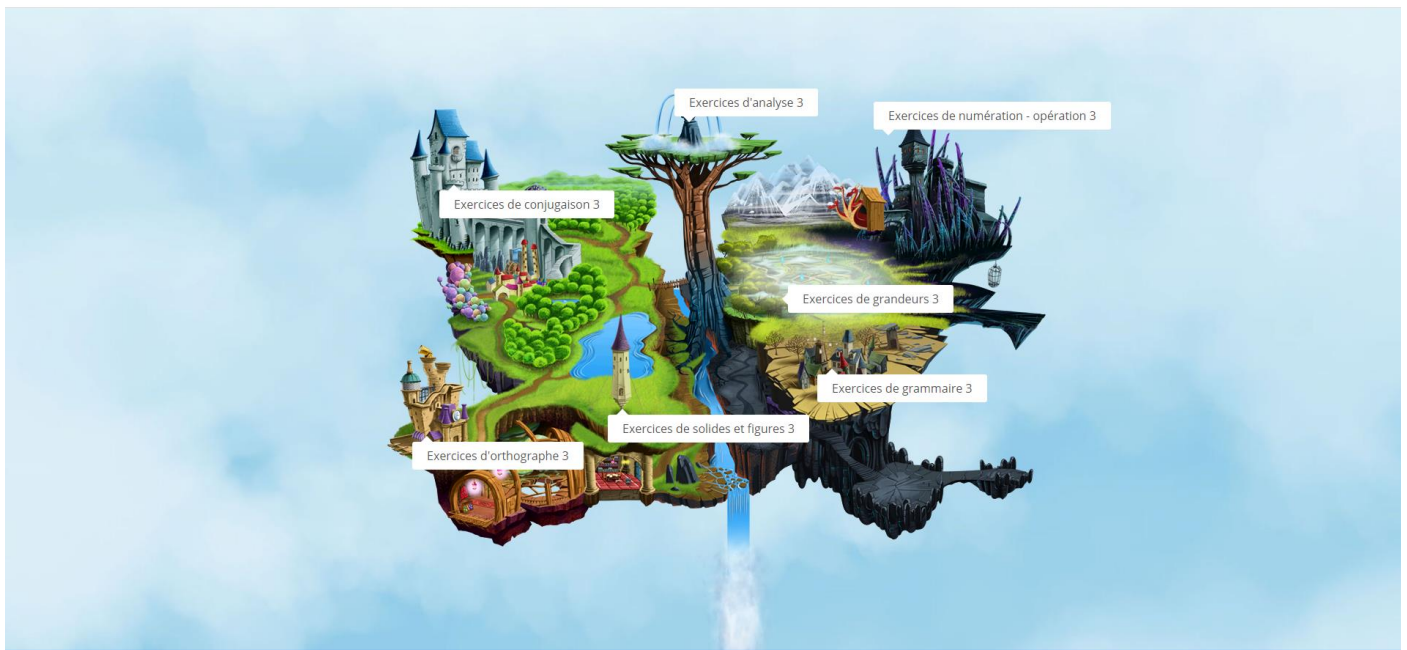 Exercices d'analyse 3
Exercices de numération - opération 3
Exercices de conjugaison 3
Exercices de grandeurs 3
Exercices de grammaire 3
Exercices de solides et figures 3
Exercices d'orthographe 3